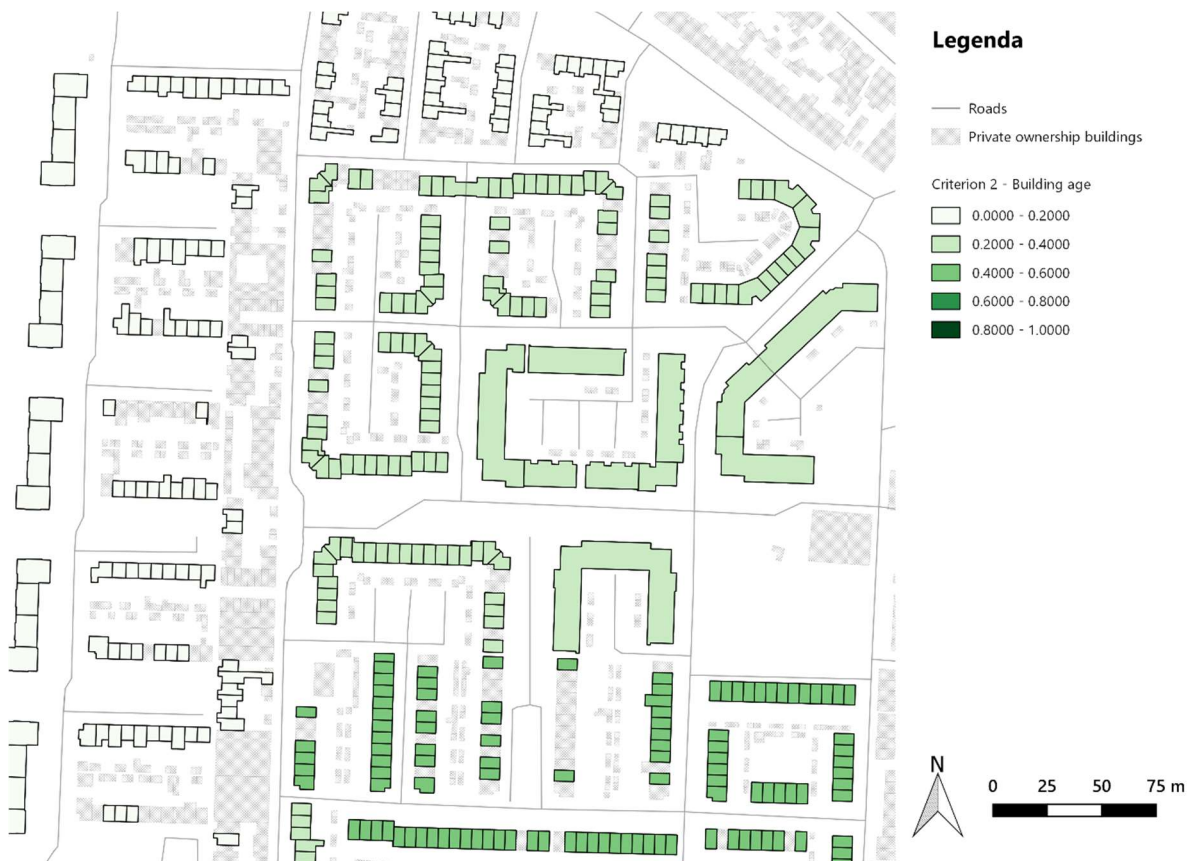 Legenda
Roads
Private ownership buildings
Criterion 2 - Building age
0.0000 - 0.2000
0.2000 - 0.4000
0.4000 - 0.6000
0.6000 - 0.8000
0.8000 - 1.0000
N
0 25 50 75 m